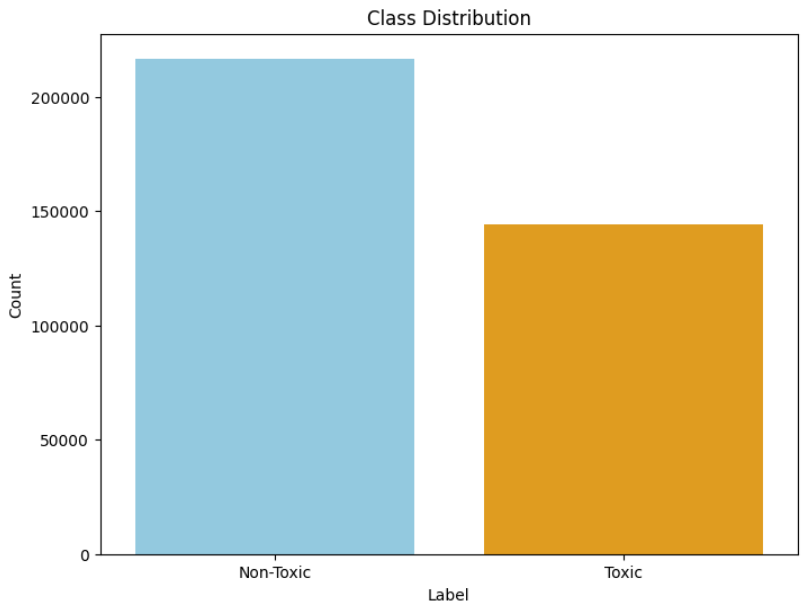 Class Distribution
200000
150000
100000
50000
0
Count
Non-Toxic
Toxic
Label